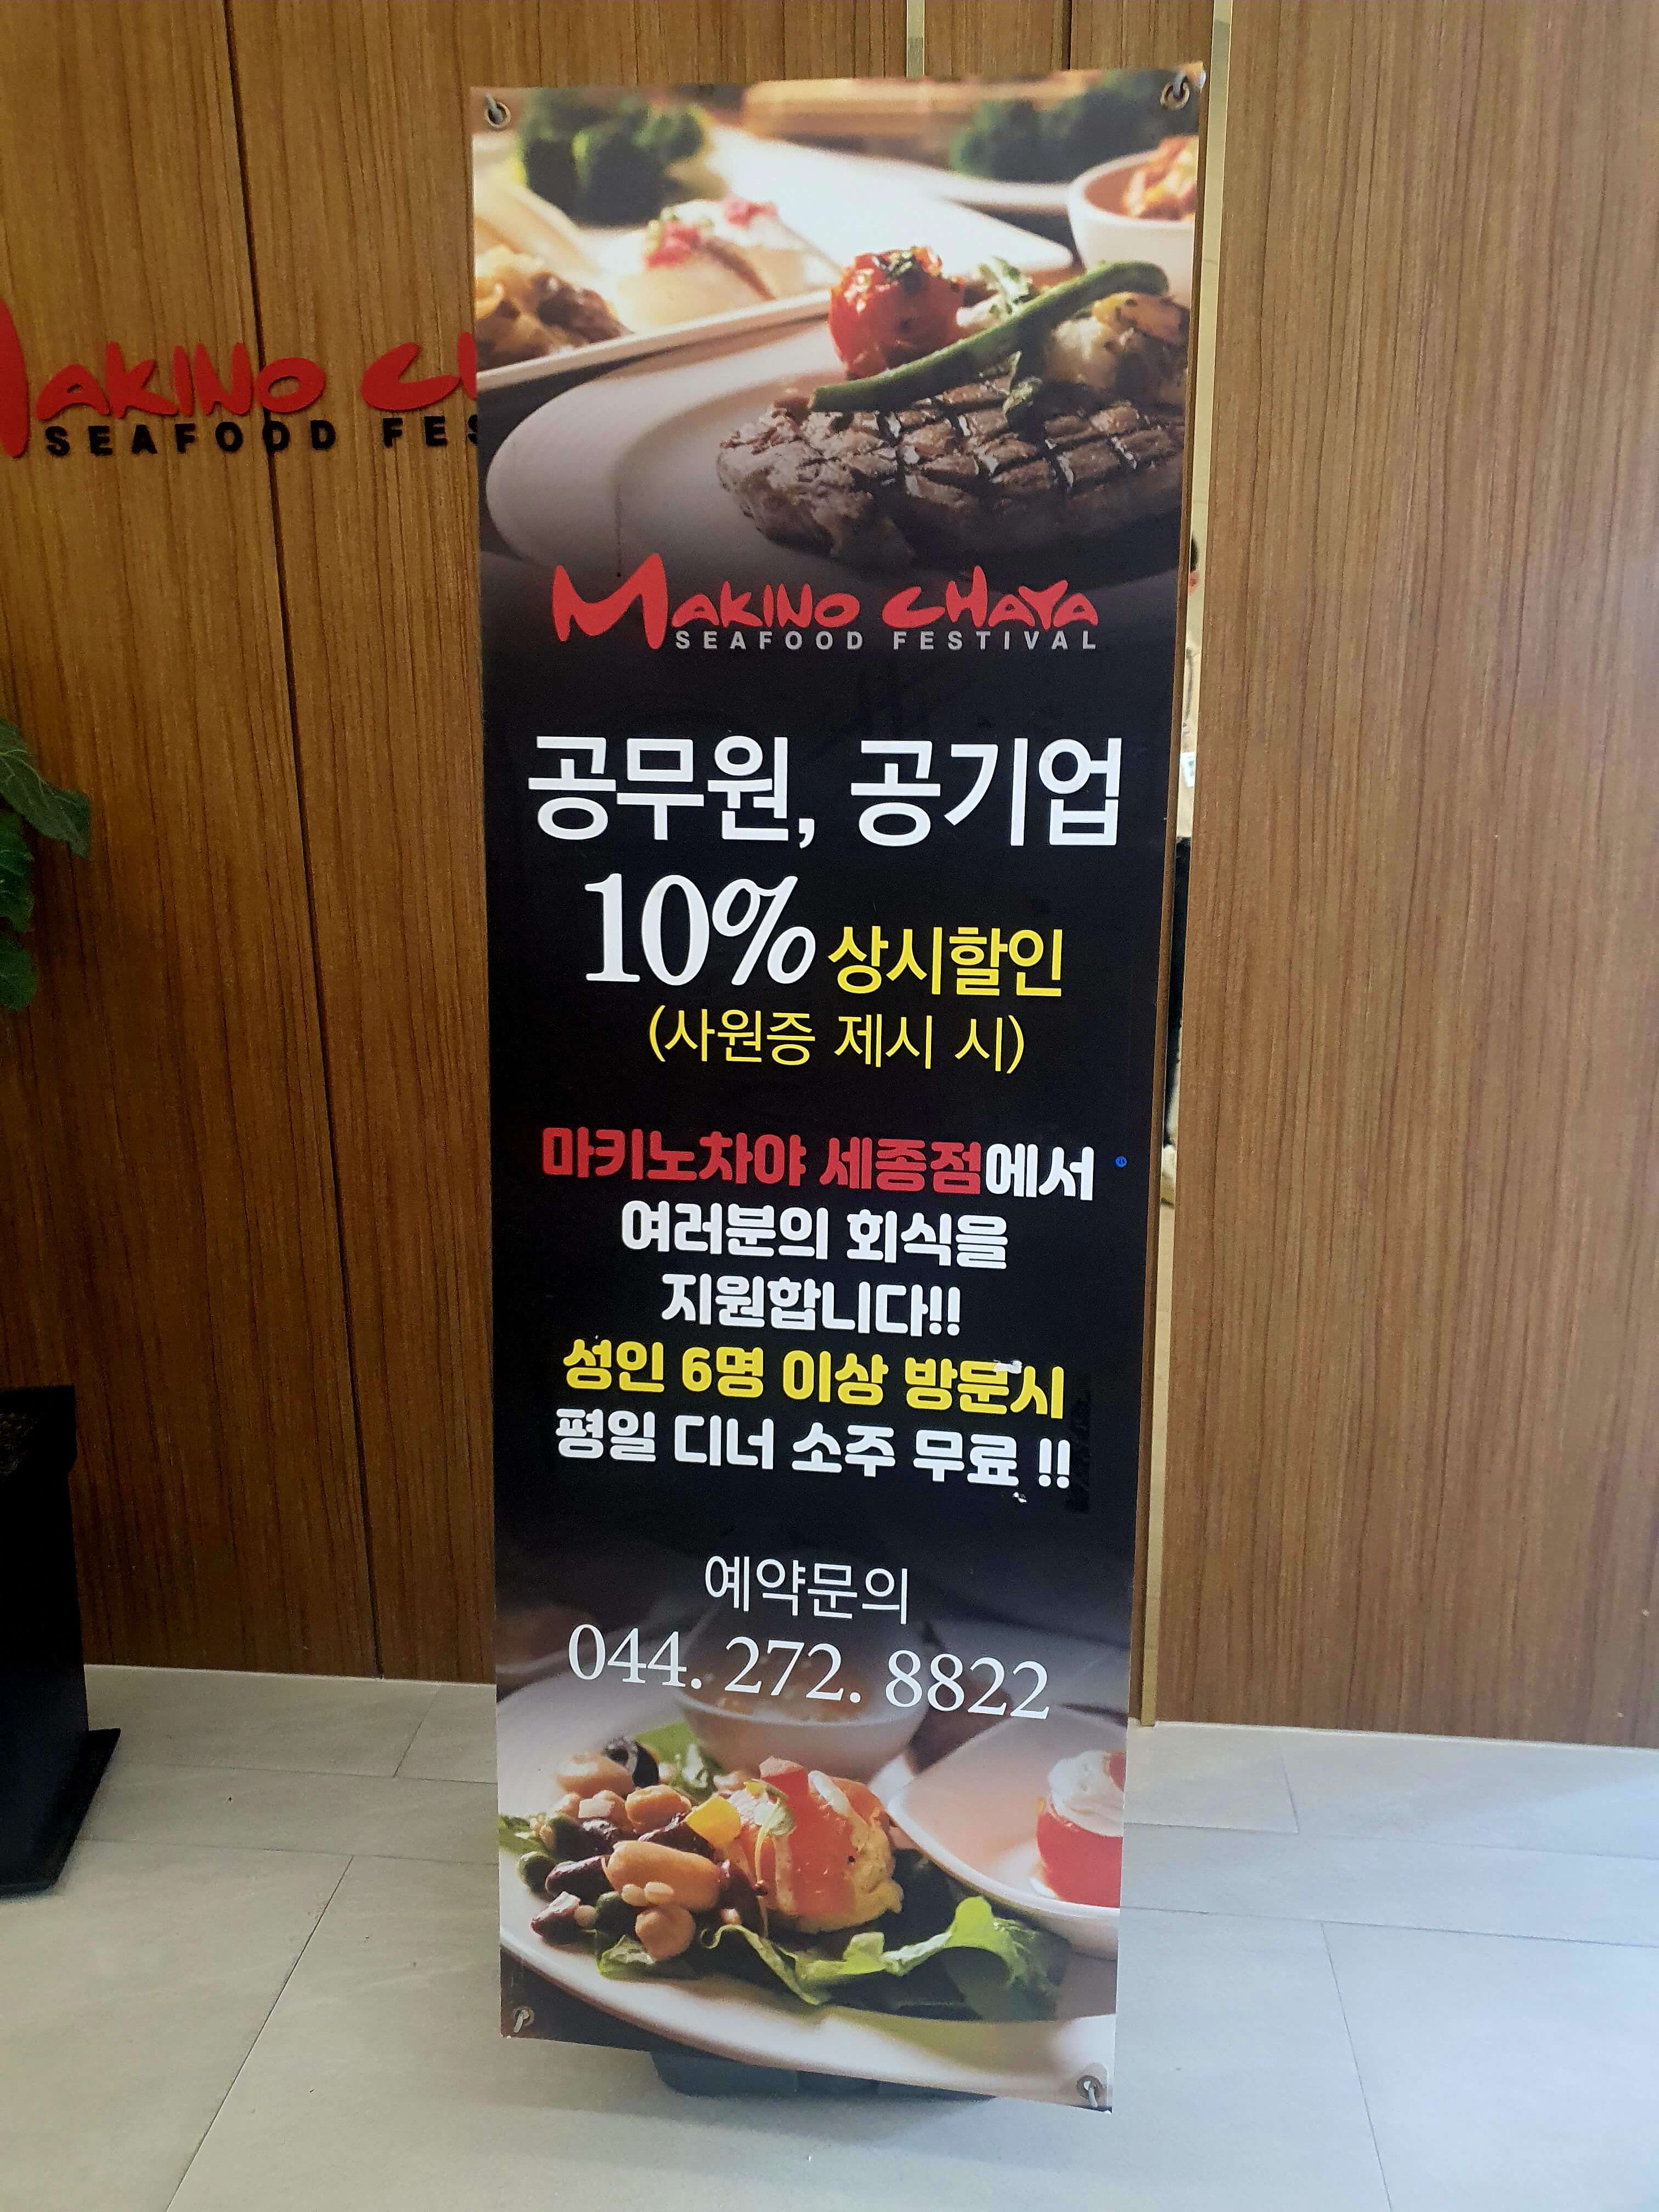 MAKINO CH
SEAFOOD FES
MAKINO CHAYA
SEAFOOD FESTIVAL
공무원, 공기업
10% 상시할인
(사원증 제시 시)
마키노차야 세종점에서
여러분의 회식을
지원합니다!!
성인 6명 이상 방문시
평일 디너 소주 무료 !!
예약문의
044. 272. 8822